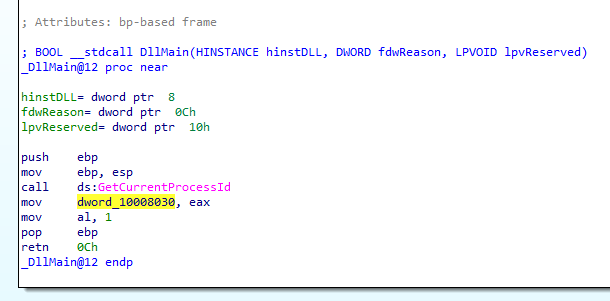 ; Attributes: bp-based frame
; BOOL __stdcall DllMain(HINSTANCE hinstDLL, DWORD fdwReason, LPVOID lpvReserved)
_DllMain@12 proc near
hinstDLL= dword ptr  8
fdwReason= dword ptr  0Ch
lpvReserved= dword ptr  10h
push    ebp
mov     ebp, esp
call    ds:GetCurrentProcessId
mov     dword_10008030, eax
mov     al, 1
pop     ebp
retn    0Ch
_DllMain@12 endp